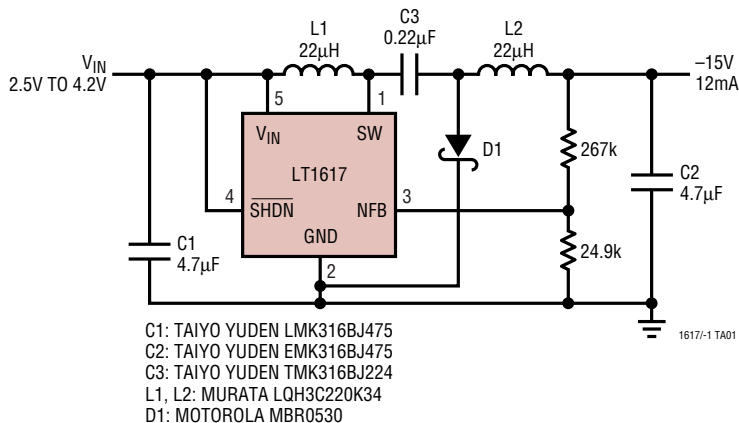 L1
22µH
C3
0.22µF
L2
22µH
VIN
2.5V TO 4.2V
–15V
12mA
5
1
VIN
SW
D1
267k
LT1617
C2
4.7µF
4
SHDN
NFB
3
GND
C1
4.7µF
2
24.9k
C1: TAIYO YUDEN LMK316BJ475
C2: TAIYO YUDEN EMK316BJ475
C3: TAIYO YUDEN TMK316BJ224
L1, L2: MURATA LQH3C220K34
D1: MOTOROLA MBR0530
1617/-1 TA01